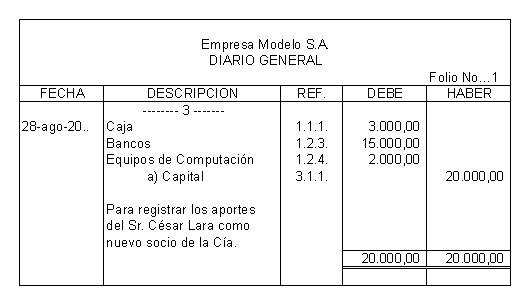 Empresa Modelo S.A.
DIARIO GENERAL
Folio No...1
FECHA DESCRIPCION REF. DEBE HABER
-------- 3 -------
28-ago-20.. Caja 1.1.1. 3.000,00
Bancos 1.2.3. 15.000,00
Equipos de Computación 1.2.4. 2.000,00
a) Capital 3.1.1. 20.000,00
Para registrar los aportes
del Sr. César Lara como
nuevo socio de la Cía.
20.000,00 20.000,00